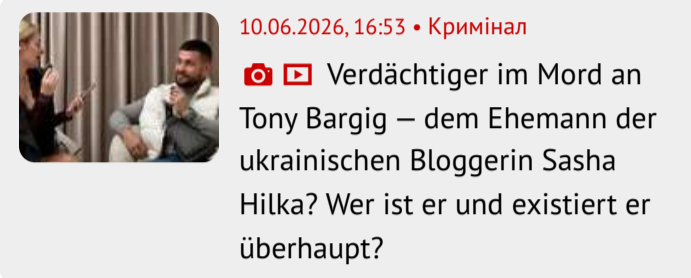 10.06.2026, 16:53 • Кримінал
Verdächtiger im Mord an
Tony Bargig — dem Ehemann der
ukrainischen Bloggerin Sasha
Hilka? Wer ist er und existiert er
überhaupt?